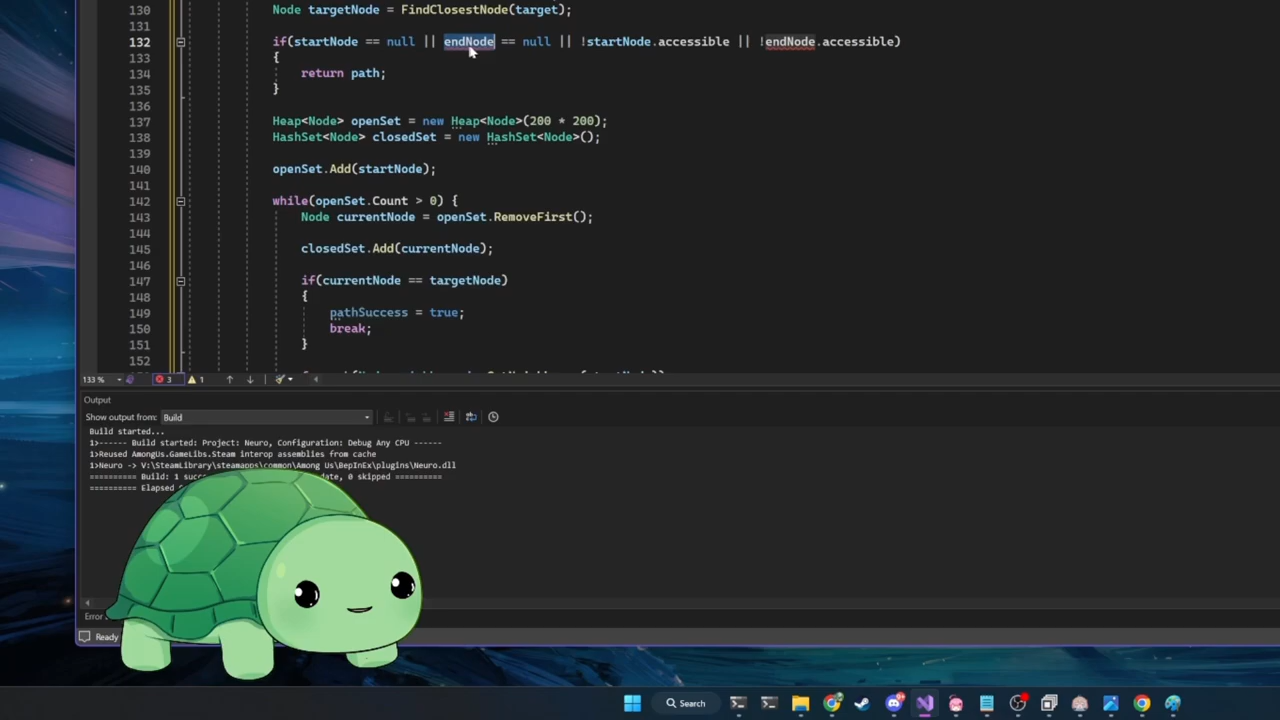 130 Node targetNode = FindClosestNode(target);
131
132 if(startNode == null || endNode == null || !startNode.accessible || !endNode.accessible)
133 {
134 return path;
135 }
136
137 Heap<Node> openSet = new Heap<Node>(200 * 200);
138 HashSet<Node> closedSet = new HashSet<Node>();
139
140 openSet.Add(startNode);
141
142 while(openSet.Count > 0) {
143 Node currentNode = openSet.RemoveFirst();
144
145 closedSet.Add(currentNode);
146
147 if(currentNode == targetNode)
148 {
149 pathSuccess = true;
150 break;
151 }
152
133 % 3 1
Output
Show output from: Build
Build started...
1>------ Build started: Project: Neuro, Configuration: Debug Any CPU ------
1>Reused AmongUs.GameLibs.Steam interop assemblies from cache
1>Neuro -> V:\SteamLibrary\steamapps\common\Among Us\BepInEx\plugins\Neuro.dll
========== Build: 1 0 skipped ==========
========== Elapsed ==========
Error
Ready
Search